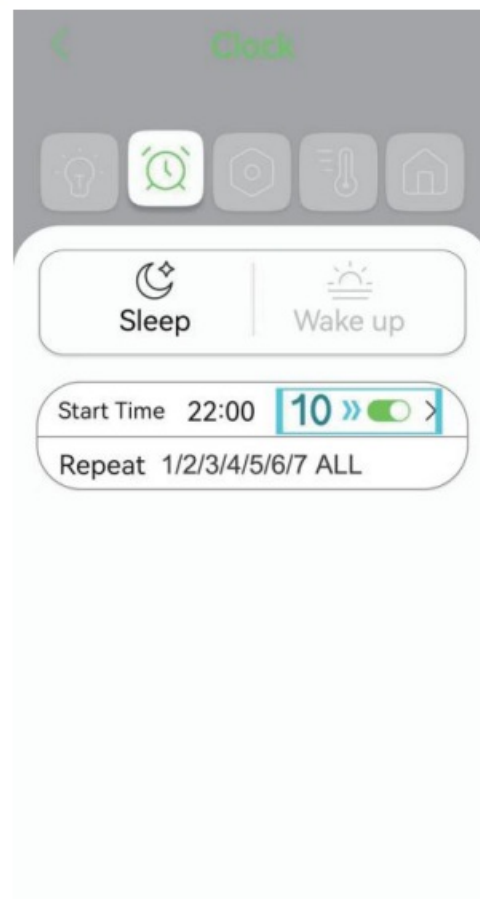 Clock
Sleep
Wake up
Start Time 22:00 10 »
Repeat 1/2/3/4/5/6/7 ALL